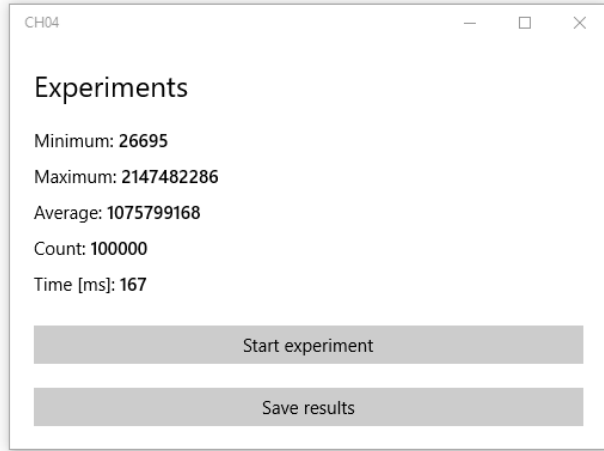 CH04
Experiments
Minimum: 26695
Maximum: 2147482286
Average: 1075799168
Count: 100000
Time [ms]: 167
Start experiment
Save results